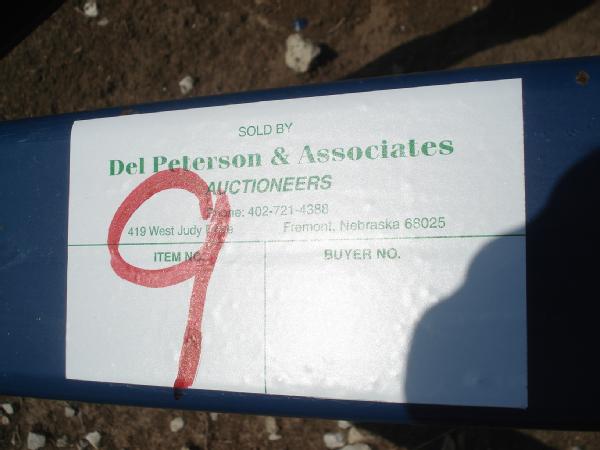 SOLD BY
Del Peterson & Associates
AUCTIONEERS
Phone: 402-721-4388
419 West Judy Fremont, Nebraska 68025
ITEM NO. BUYER NO.
9